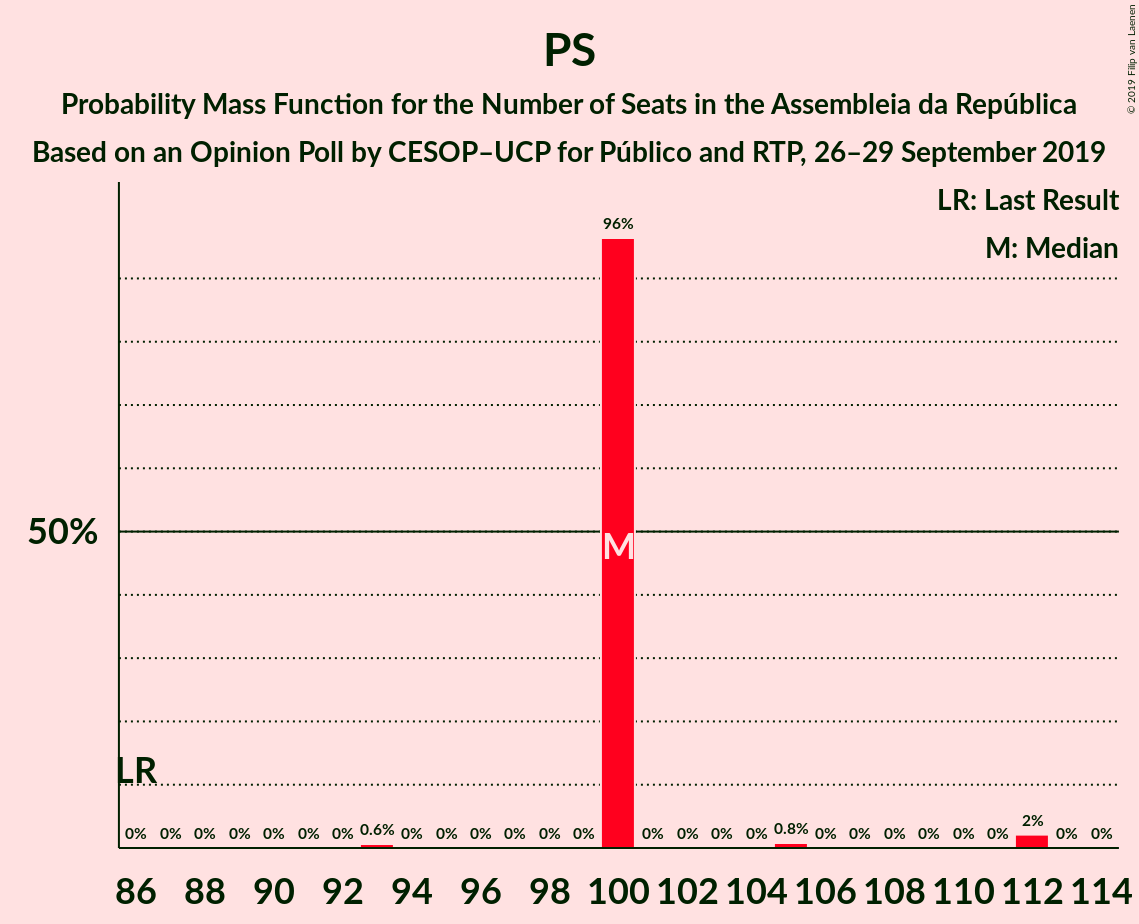 PS
Probability Mass Function for the Number of Seats in the Assembleia da República
Based on an Opinion Poll by CESOP–UCP for Público and RTP, 26–29 September 2019
© 2019 Filip van Laenen
LR: Last Result
M: Median
96%
50%
M
LR
0% 0% 0% 0% 0% 0% 0% 0.6% 0% 0% 0% 0% 0% 0% 0% 0% 0% 0% 0.8% 0% 0% 0% 0% 0% 0% 2% 0% 0%
86 88 90 92 94 96 98 100 102 104 106 108 110 112 114